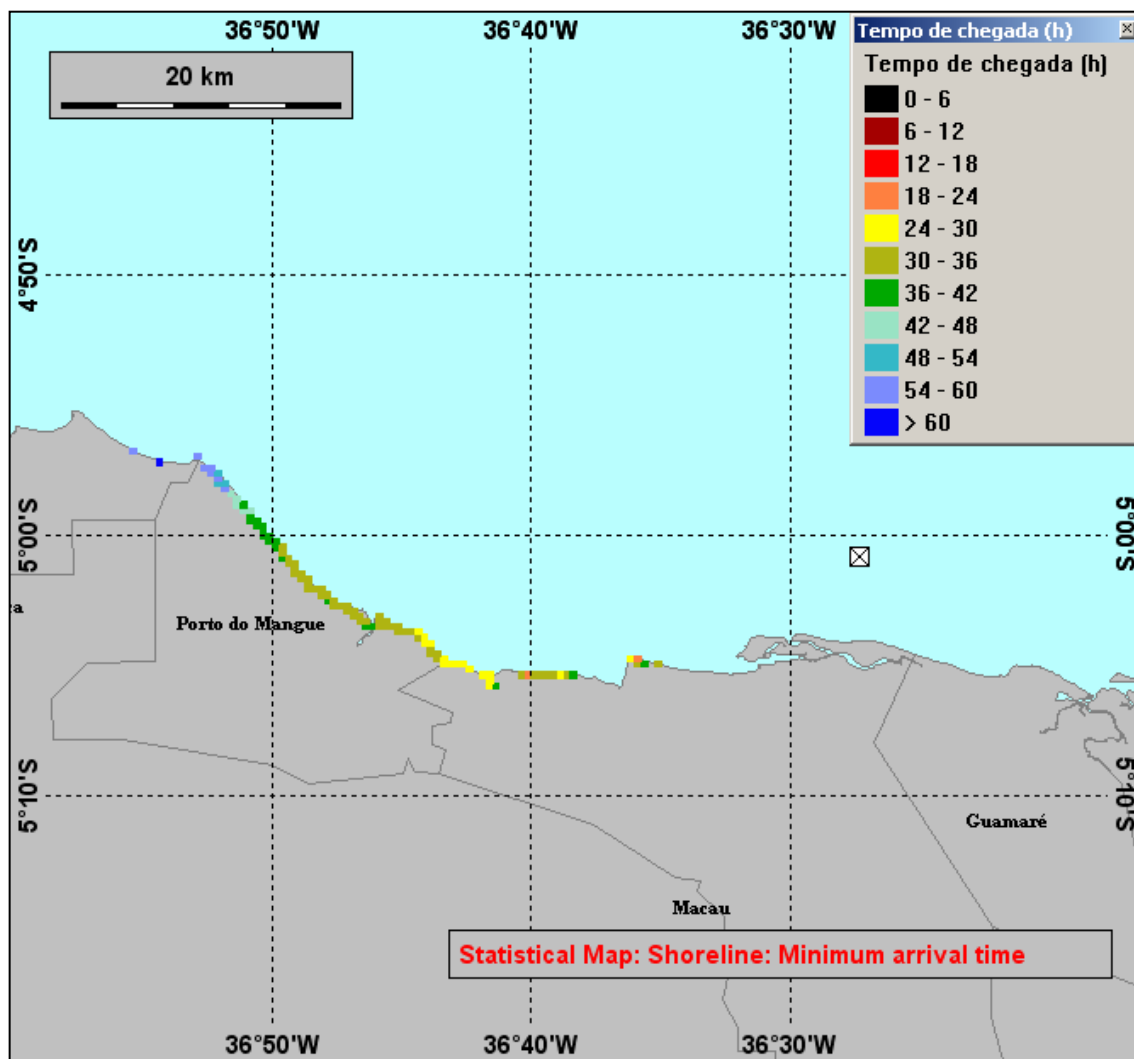 36°50'W
36°40'W
36°30'W
Tempo de chegada (h)
20 km
Tempo de chegada (h)
0 - 6
6 - 12
12 - 18
18 - 24
24 - 30
30 - 36
36 - 42
42 - 48
48 - 54
54 - 60
> 60
4°50'S
5°00'S
5°00'S
ca
Porto do Mangue
5°10'S
5°10'S
Guamaré
Macau
Statistical Map: Shoreline: Minimum arrival time
36°50'W
36°40'W
36°30'W